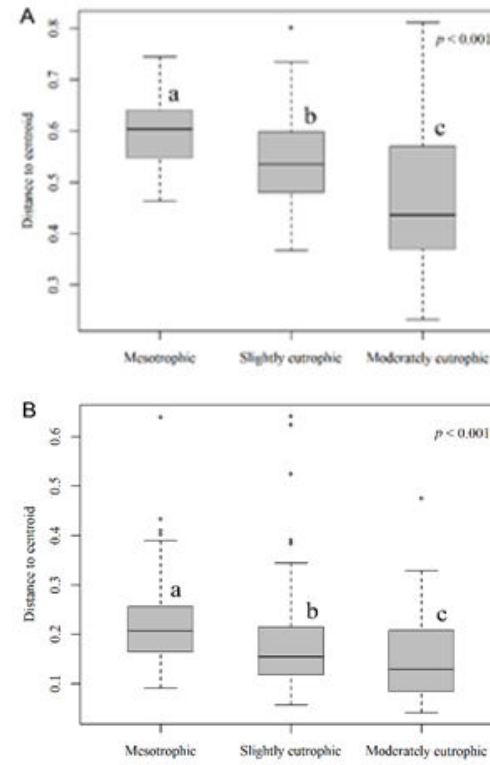 A
p < 0.001
0.8
0.7
0.6
0.5
0.4
0.3
Distance to centroid
a
b
c
Mesotrophic
Slightly eutrophic
Moderately eutrophic
B
p < 0.001
0.6
0.5
0.4
0.3
0.2
0.1
Distance to centroid
a
b
c
Mesotrophic
Slightly eutrophic
Moderately eutrophic